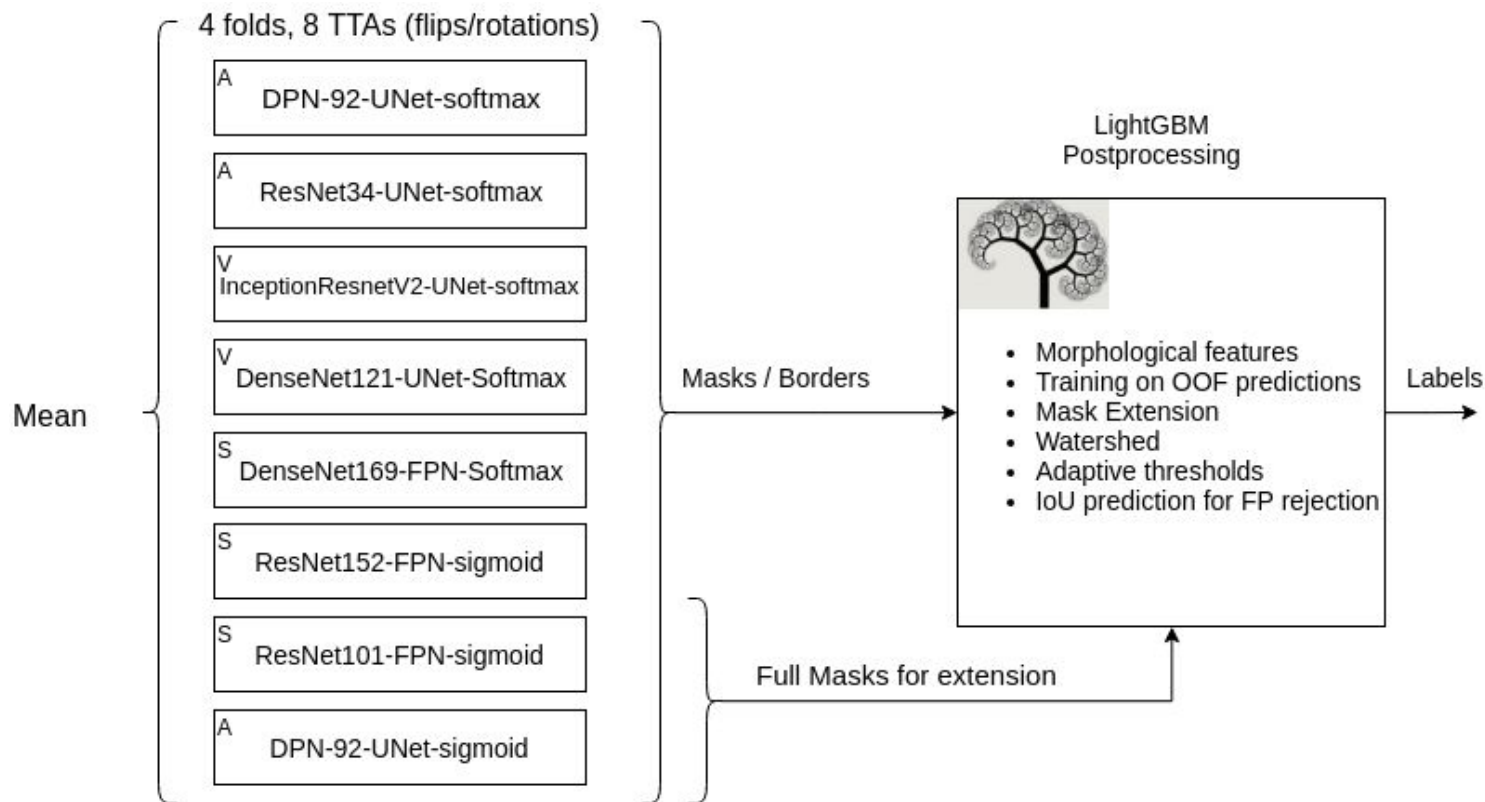 4 folds, 8 TTAs (flips/rotations)
A
DPN-92-UNet-softmax
A
ResNet34-UNet-softmax
V
InceptionResnetV2-UNet-softmax
V
DenseNet121-UNet-Softmax
S
DenseNet169-FPN-Softmax
S
ResNet152-FPN-sigmoid
S
ResNet101-FPN-sigmoid
A
DPN-92-UNet-sigmoid
Mean
Masks / Borders
Full Masks for extension
LightGBM
Postprocessing
• Morphological features
• Training on OOF predictions
• Mask Extension
• Watershed
• Adaptive thresholds
• IoU prediction for FP rejection
Labels